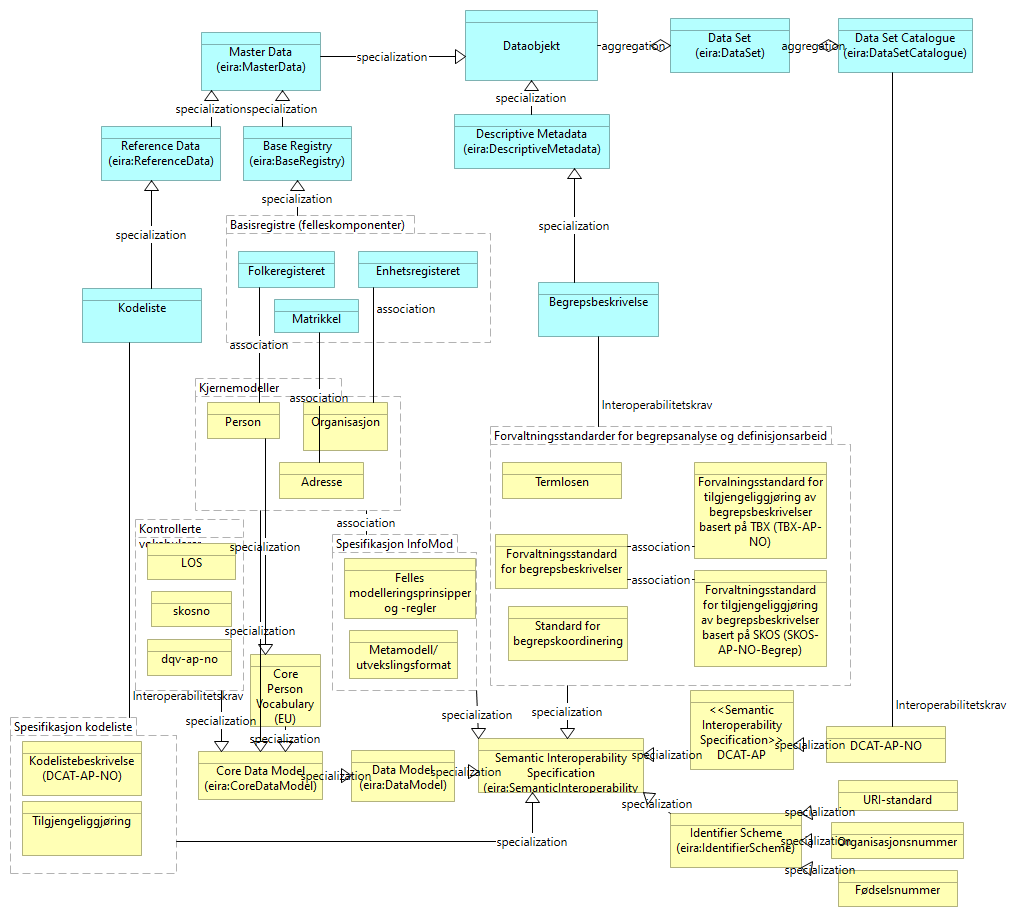 Master Data
(eira:MasterData)
specialization
Dataobjekt
aggregation
Data Set
(eira:DataSet)
aggregation
Data Set Catalogue
(eira:DataSetCatalogue)
specialization
specialization
specialization
Reference Data
(eira:ReferenceData)
Base Registry
(eira:BaseRegistry)
Descriptive Metadata
(eira:DescriptiveMetadata)
specialization
specialization
specialization
Basisregistre (felleskomponenter)
Folkeregisteret
Enhetsregisteret
Matrikkel
association
association
Kodeliste
Begrepsbeskrivelse
Kjernemodeller
association
Person
Organisasjon
Adresse
Interoperabilitetskrav
Forvaltningsstandarder for begrepsanalyse og definisjonsarbeid
Termlosen
Forvalningsstandard for
tilgjengeliggjøring av
begrepsbeskrivelser
basert på TBX (TBX-AP-
NO)
Forvaltningsstandard
for begrepsbeskrivelser
association
association
Forvaltningsstandard
for tilgjengeliggjøring
av begrepsbeskrivelser
basert på SKOS (SKOS-
AP-NO-Begrep)
Standard for
begrepskoordinering
Kontrollerte
LOS
skosno
dqv-ap-no
association
specialization
specialization
Spesifikasjon InfoMod
Felles
modelleringsprinsipper
og -regler
Metamodell/
utvekslingsformat
Core
Person
Vocabulary
(EU)
Interoperabilitetskrav
specialization
specialization
specialization
specialization
Interoperabilitetskrav
Spesifikasjon kodeliste
Kodelistebeskrivelse
(DCAT-AP-NO)
Tilgjengeliggjøring
Core Data Model
(eira:CoreDataModel)
specialization
Data Model
(eira:DataModel)
specialization
Semantic Interoperability
Specification
(eira:SemanticInteroperability
specialization
<<Semantic
Interoperability
Specification>>
DCAT-AP
specialization
DCAT-AP-NO
specialization
specialization
Identifier Scheme
(eira:IdentifierScheme)
specialization
URI-standard
specialization
Organisasjonsnummer
specialization
Fødselsnummer